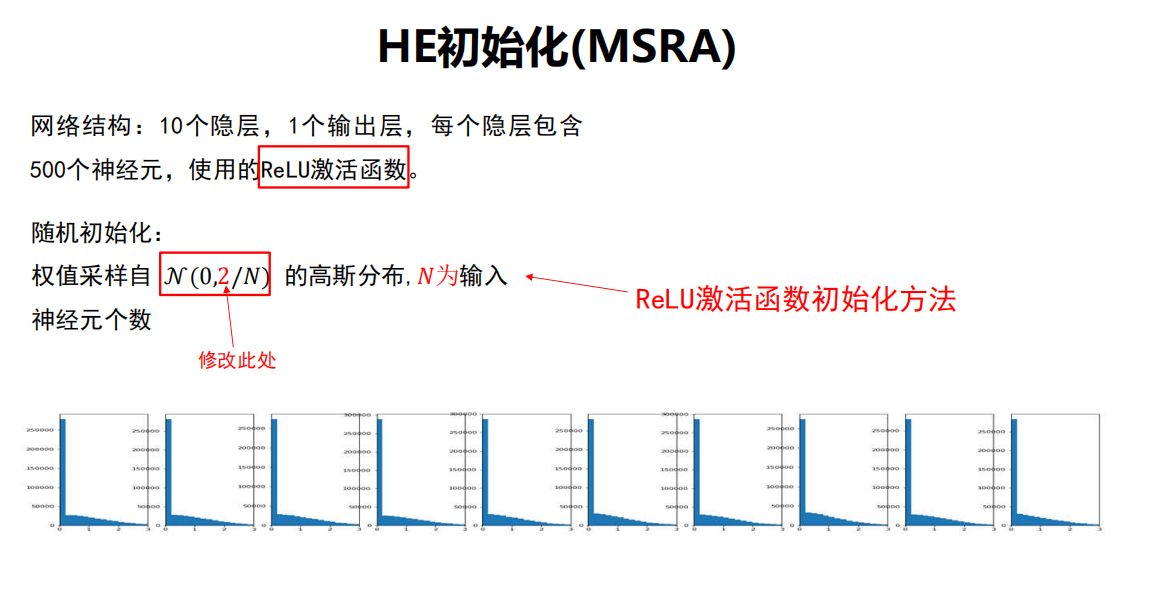 HE初始化(MSRA)
网络结构：10个隐层，1个输出层，每个隐层包含
500个神经元，使用的ReLU激活函数。
随机初始化：
权值采样自 𝒩(0,2/N) 的高斯分布,N为输入
ReLU激活函数初始化方法
神经元个数
修改此处